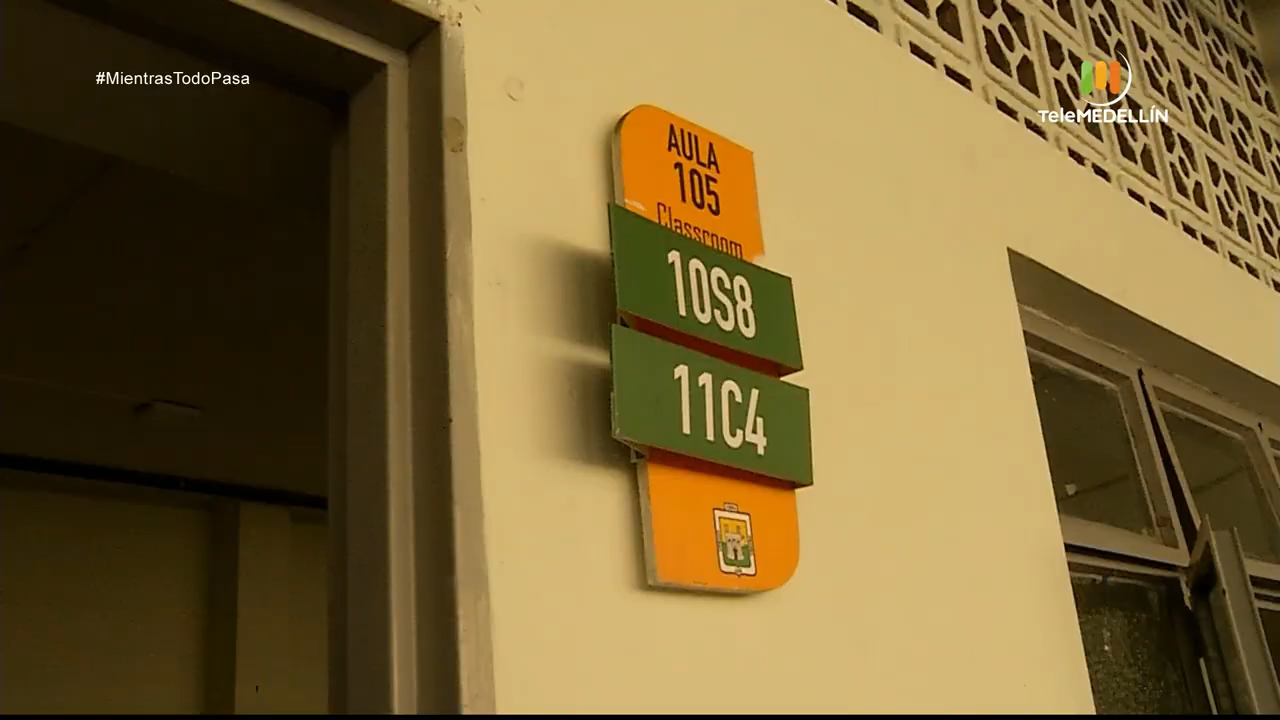 #MientrasTodoPasa
TeleMEDELLÍN
AULA
105
Classroom
10S8
11C4